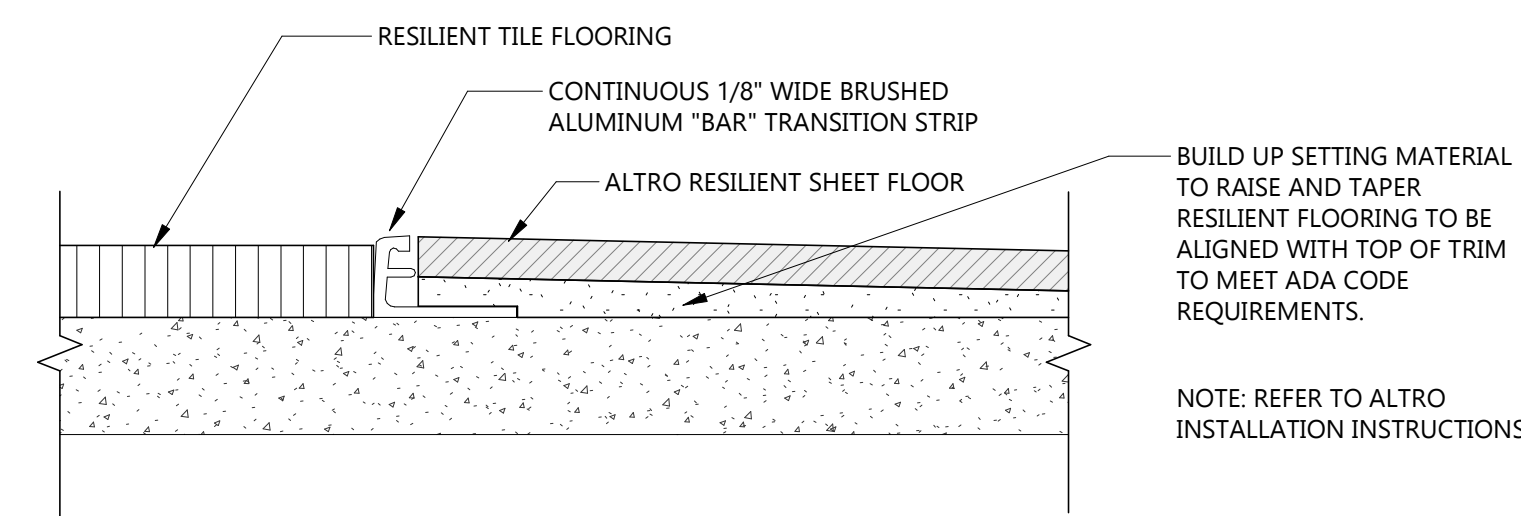 RESILIENT TILE FLOORING
CONTINUOUS 1/8" WIDE BRUSHED
ALUMINUM "BAR" TRANSITION STRIP
ALTRO RESILIENT SHEET FLOOR
BUILD UP SETTING MATERIAL
TO RAISE AND TAPER
RESILIENT FLOORING TO BE
ALIGNED WITH TOP OF TRIM
TO MEET ADA CODE
REQUIREMENTS.
NOTE: REFER TO ALTRO
INSTALLATION INSTRUCTIONS